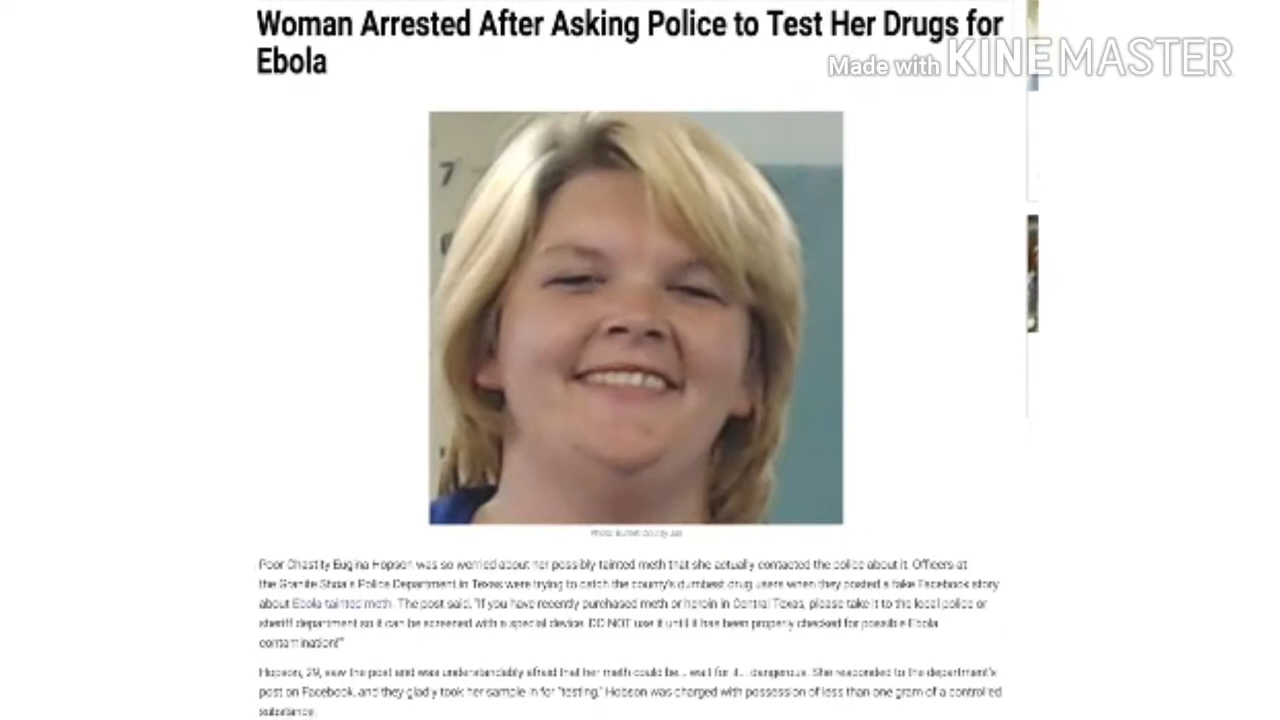 Woman Arrested After Asking Police to Test Her Drugs for
Ebola
Made with KINEMASTER
7
Photo: Burnet County Jail
Poor Chastity Eugina Hopson was so worried about her possibly tainted meth that she actually contacted the police about it. Officers at
the Granite Shoals Police Department in Texas were trying to catch the county's dumbest drug users when they posted a fake Facebook story
about Ebola tainted meth. The post said, "If you have recently purchased meth or heroin in Central Texas, please take it to the local police or
sheriff department so it can be screened with a special device. DO NOT use it until it has been properly checked for possible Ebola
contamination!"
Hopson, 29, saw the post and was understandably afraid that her meth could be... wait for it... dangerous. She responded to the department's
post on Facebook, and they gladly took her sample in for "testing." Hobson was charged with possession of less than one gram of a controlled
substance.